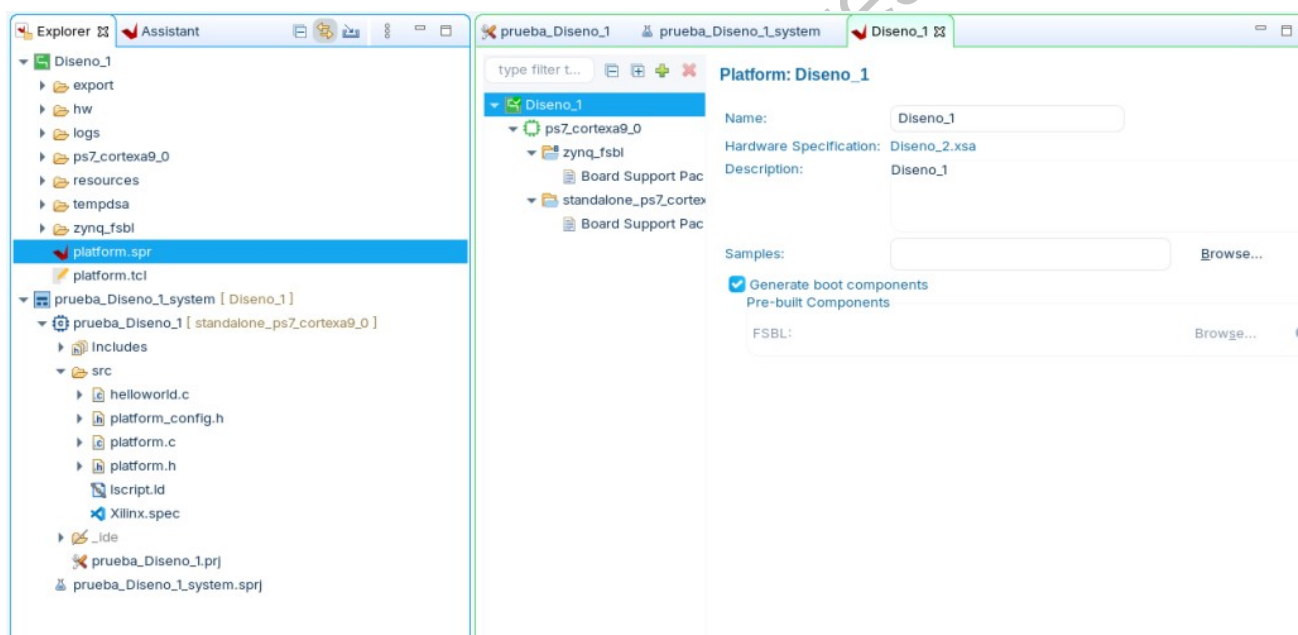 Explorer
Assistant
Diseno_1
export
hw
logs
ps7_cortexa9_0
resources
tempdsa
zynq_fsbl
platform.spr
platform.tcl
prueba_Diseno_1_system [ Diseno_1 ]
prueba_Diseno_1 [ standalone_ps7_cortexa9_0 ]
Includes
src
helloworld.c
platform_config.h
platform.c
platform.h
lscript.ld
Xilinx.spec
_ide
prueba_Diseno_1.prj
prueba_Diseno_1_system.sprj
prueba_Diseno_1
prueba_Diseno_1_system
Diseno_1
type filter t...
Diseno_1
ps7_cortexa9_0
zynq_fsbl
Board Support Pac
standalone_ps7_cortex
Board Support Pac
Platform: Diseno_1
Name: Diseno_1
Hardware Specification: Diseno_2.xsa
Description: Diseno_1
Samples: Browse...
Generate boot components
Pre-built Components
FSBL: Browse...